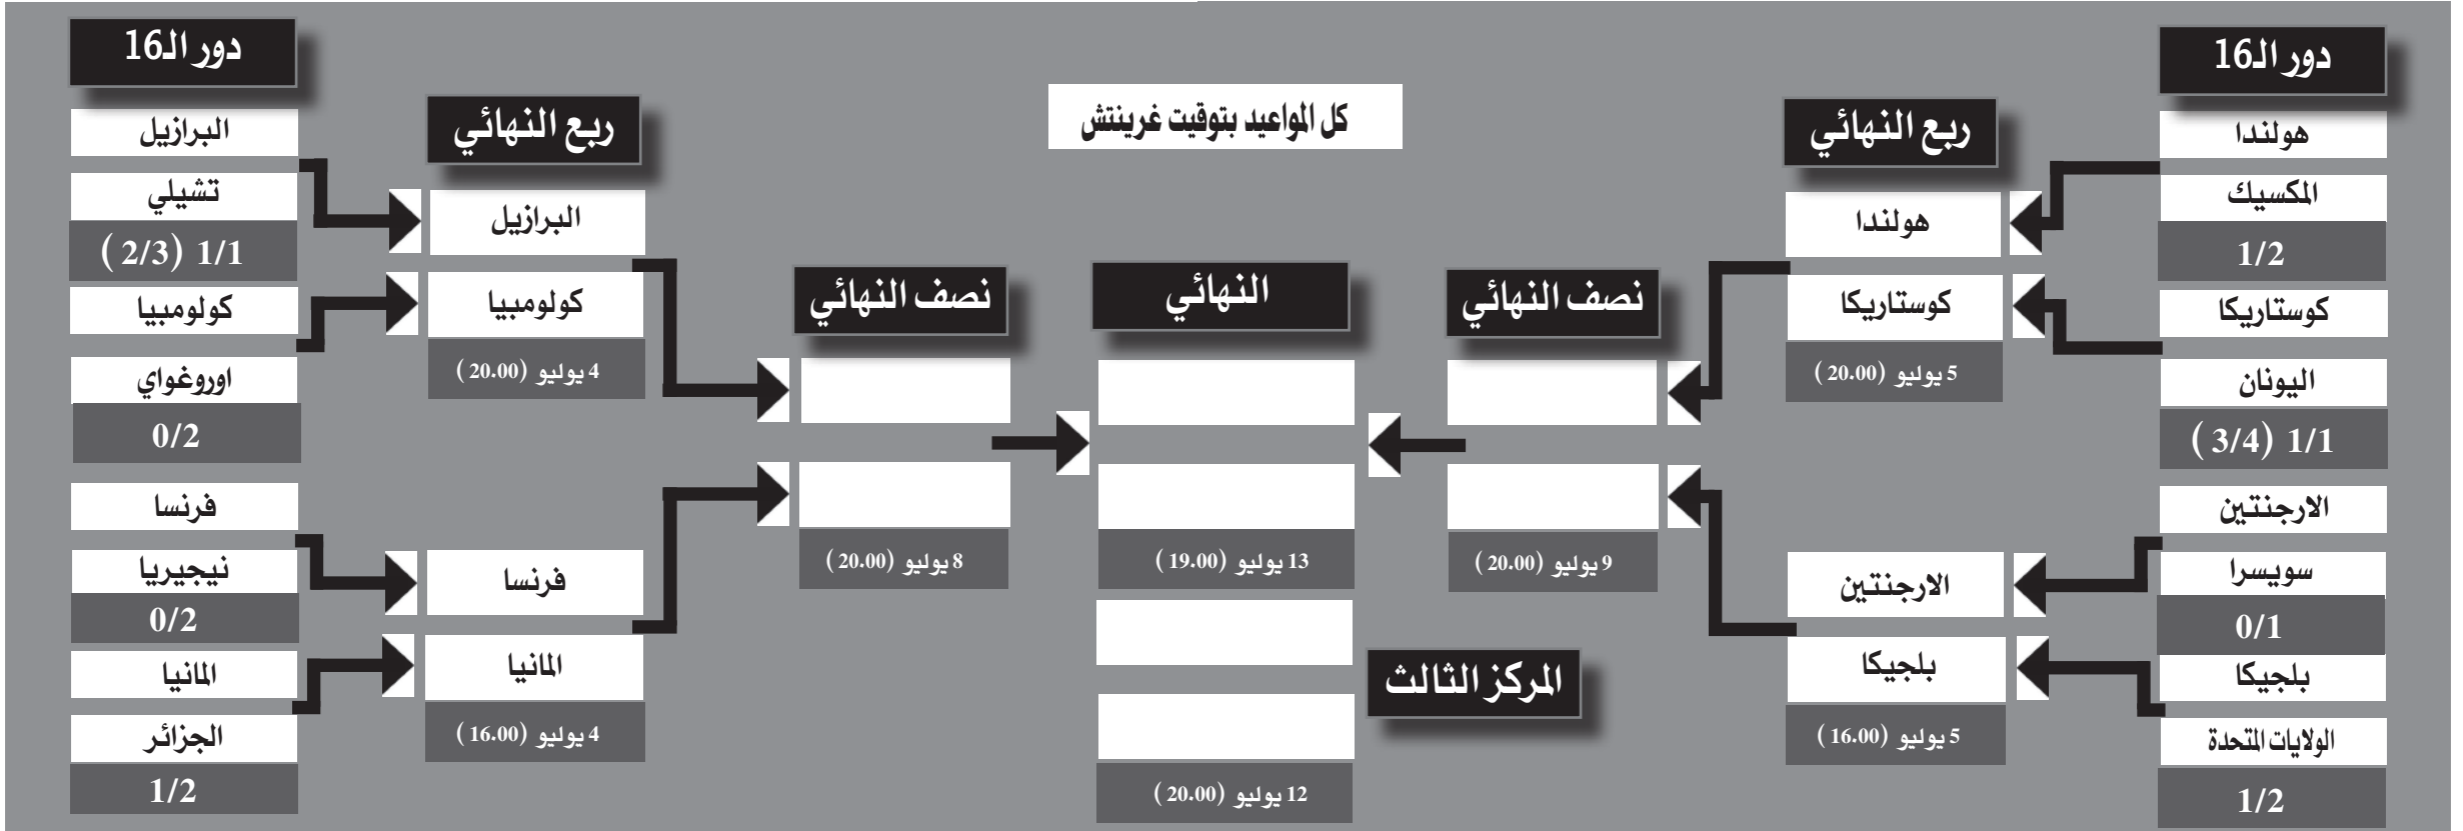 دور الـ16
هولندا
المكسيك
1/2
كوستاريكا
اليونان
1/1 (3/4)
الارجنتين
سويسرا
0/1
بلجيكا
الولايات المتحدة
1/2
ربع النهائي
هولندا
كوستاريكا
5 يوليو (20.00)
الارجنتين
بلجيكا
5 يوليو (16.00)
نصف النهائي
9 يوليو (20.00)
كل المواعيد بتوقيت غرينتش
النهائي
13 يوليو (19.00)
المركز الثالث
12 يوليو (20.00)
نصف النهائي
8 يوليو (20.00)
ربع النهائي
البرازيل
كولومبيا
4 يوليو (20.00)
فرنسا
المانيا
4 يوليو (16.00)
دور الـ16
البرازيل
تشيلي
1/1 (2/3)
كولومبيا
اوروغواي
0/2
فرنسا
نيجيريا
0/2
المانيا
الجزائر
1/2